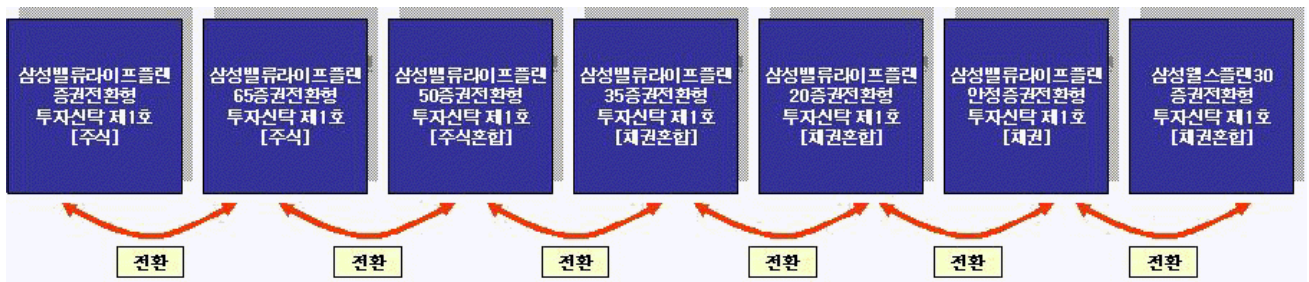 삼성밸류라이프플랜
증권전환형
투자신탁 제1호
[주식]
삼성밸류라이프플랜
65증권전환형
투자신탁 제1호
[주식]
삼성밸류라이프플랜
50증권전환형
투자신탁 제1호
[주식혼합]
삼성밸류라이프플랜
35증권전환형
투자신탁 제1호
[채권혼합]
삼성밸류라이프플랜
20증권전환형
투자신탁 제1호
[채권혼합]
삼성밸류라이프플랜
안정증권전환형
투자신탁 제1호
[채권]
삼성웰스플랜30
증권전환형
투자신탁 제1호
[채권혼합]
전환
전환
전환
전환
전환
전환